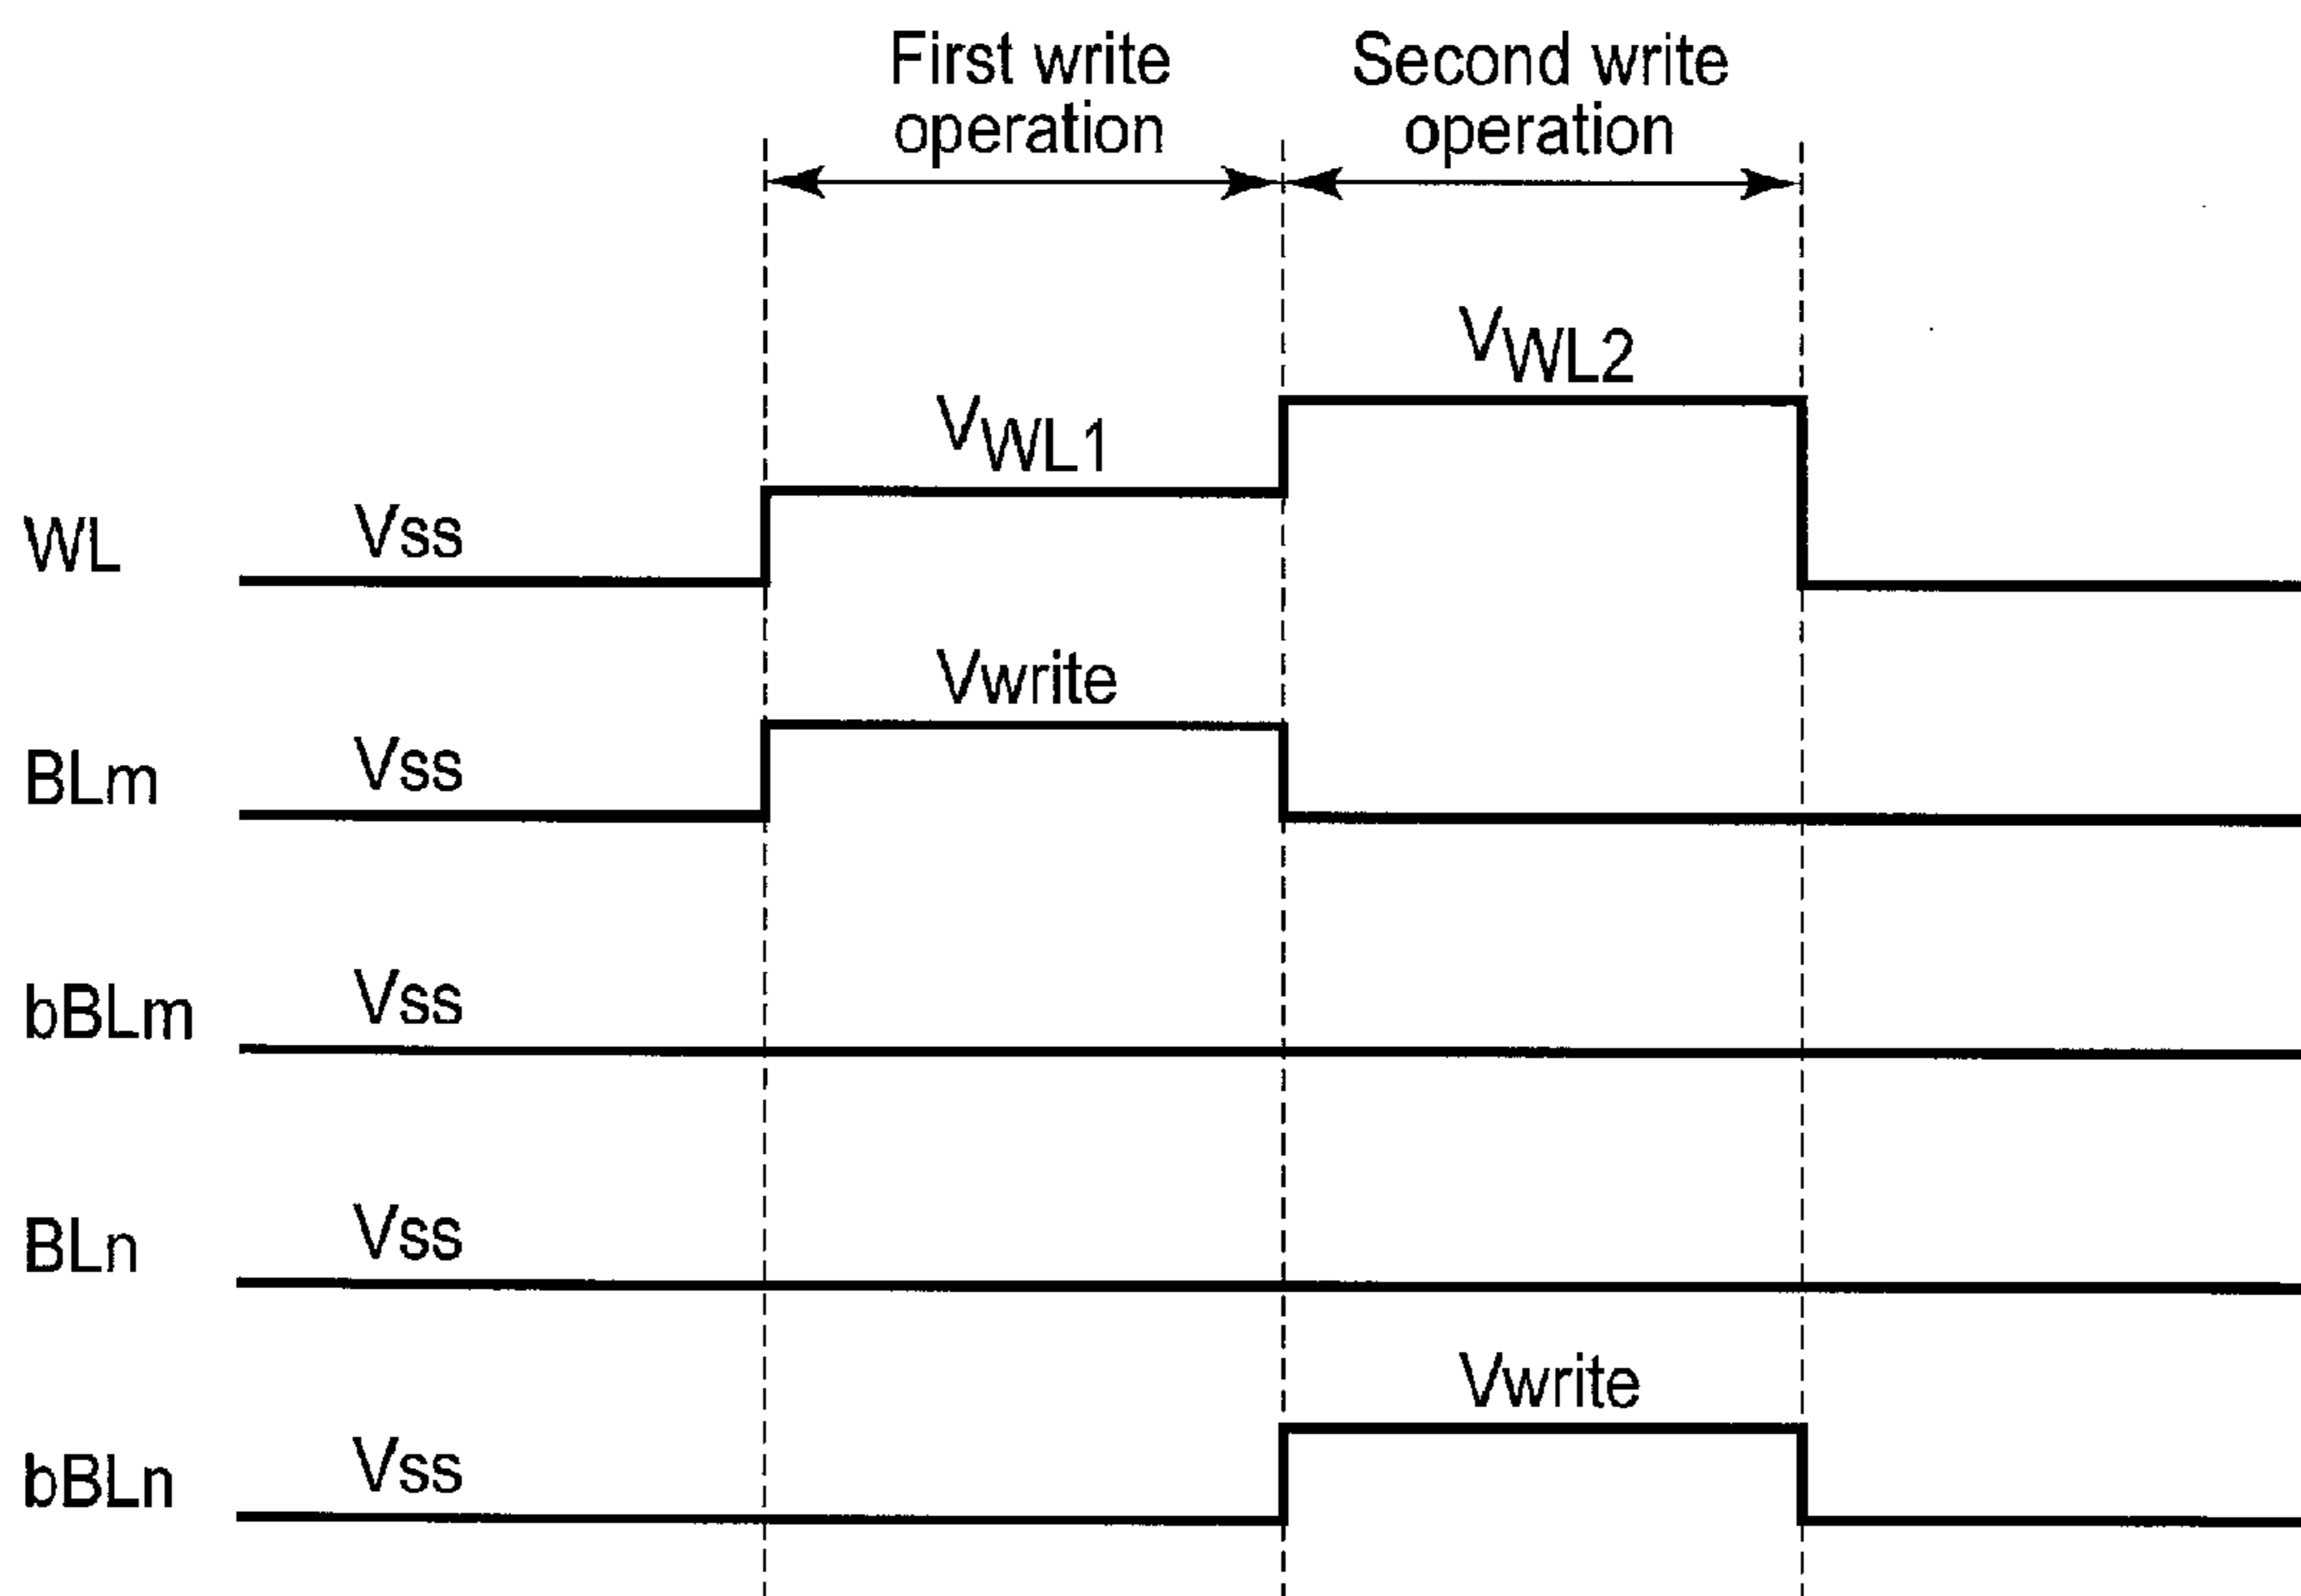 First write
operation
Second write
operation
VWL2
VWL1
WL
Vss
Vwrite
BLm
Vss
bBLm
Vss
BLn
Vss
Vwrite
bBLn
Vss